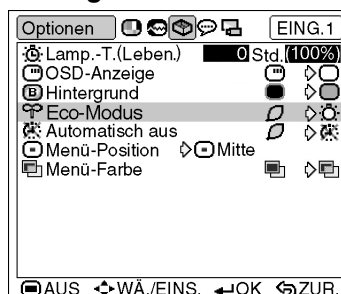 Optionen EING.1
Lamp.-T.(Leben.) 0 Std.(100%)
OSD-Anzeige
B Hintergrund
Eco-Modus
Automatisch aus
Menü-Position Mitte
Menü-Farbe
AUS WÄ./EINS. OK ZUR.